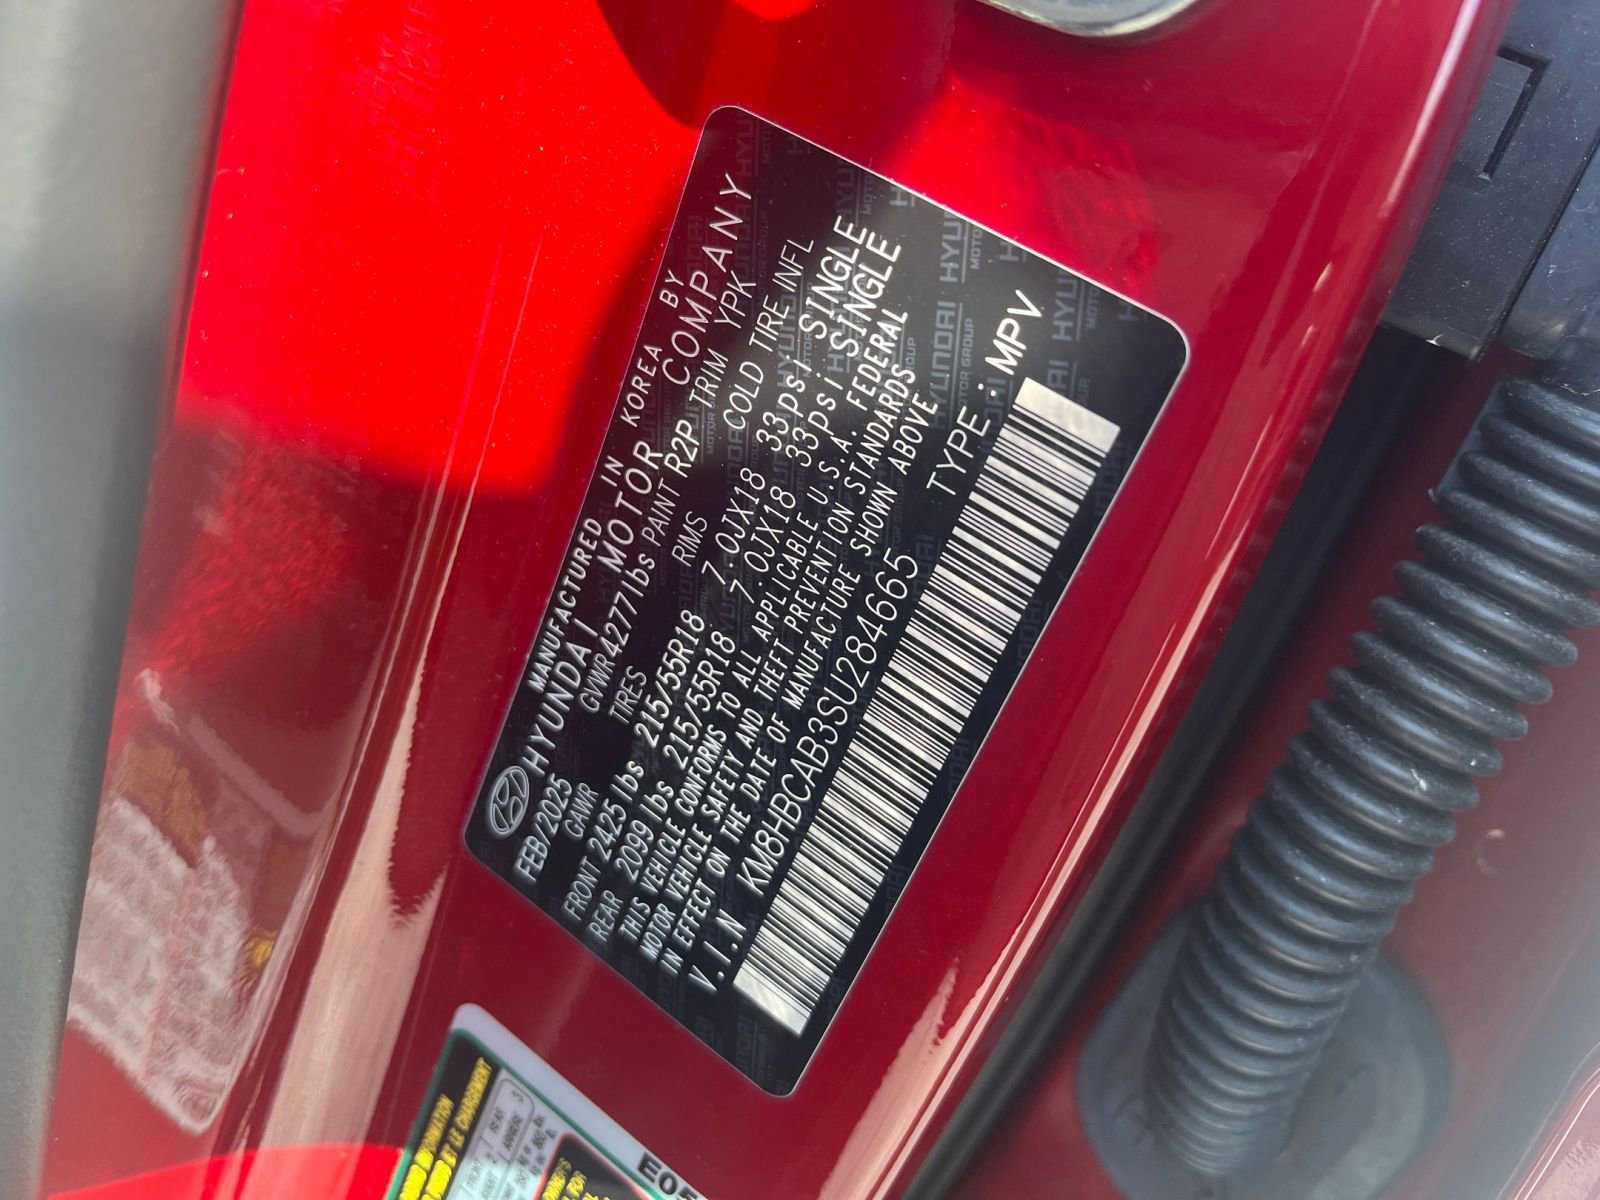 MANUFACTURED IN KOREA BY
HYUNDAI MOTOR COMPANY
FEB/2025 GVWR 4277lbs PAINT R2P TRIM YPK
GAWR TIRES RIMS COLD TIRE INFL
FRONT 2425 lbs 215/55R18 7.0JX18 33psi SINGLE
REAR 2099 lbs 215/55R18 7.0JX18 33psi SINGLE
THIS VEHICLE CONFORMS TO ALL APPLICABLE U.S.A. FEDERAL
MOTOR VEHICLE SAFETY AND THEFT PREVENTION STANDARDS
IN EFFECT ON THE DATE OF MANUFACTURE SHOWN ABOVE
V.I.N KM8HBCAB3SU284665 TYPE : MPV
E05